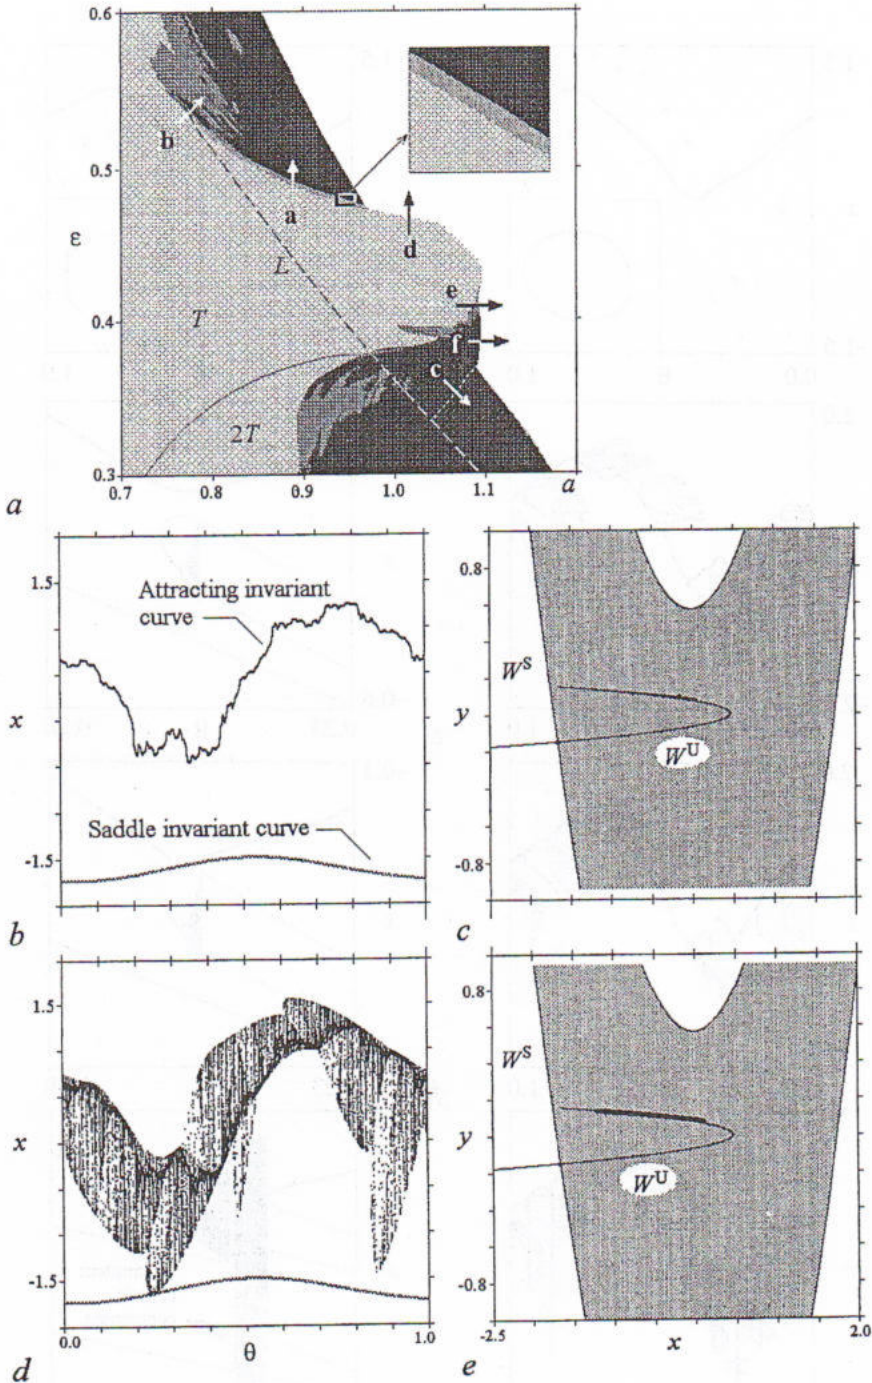 0.6
0.5
ε
0.4
0.3
b
a
L
T
2T
d
e
f
c
0.7
0.8
0.9
1.0
1.1
a
a
1.5
Attracting invariant
curve
x
Saddle invariant curve
-1.5
b
0.8
W^S
y
W^U
-0.8
c
1.5
x
-1.5
0.0
θ
1.0
d
0.8
W^S
y
W^U
-0.8
-2.5
x
2.0
e